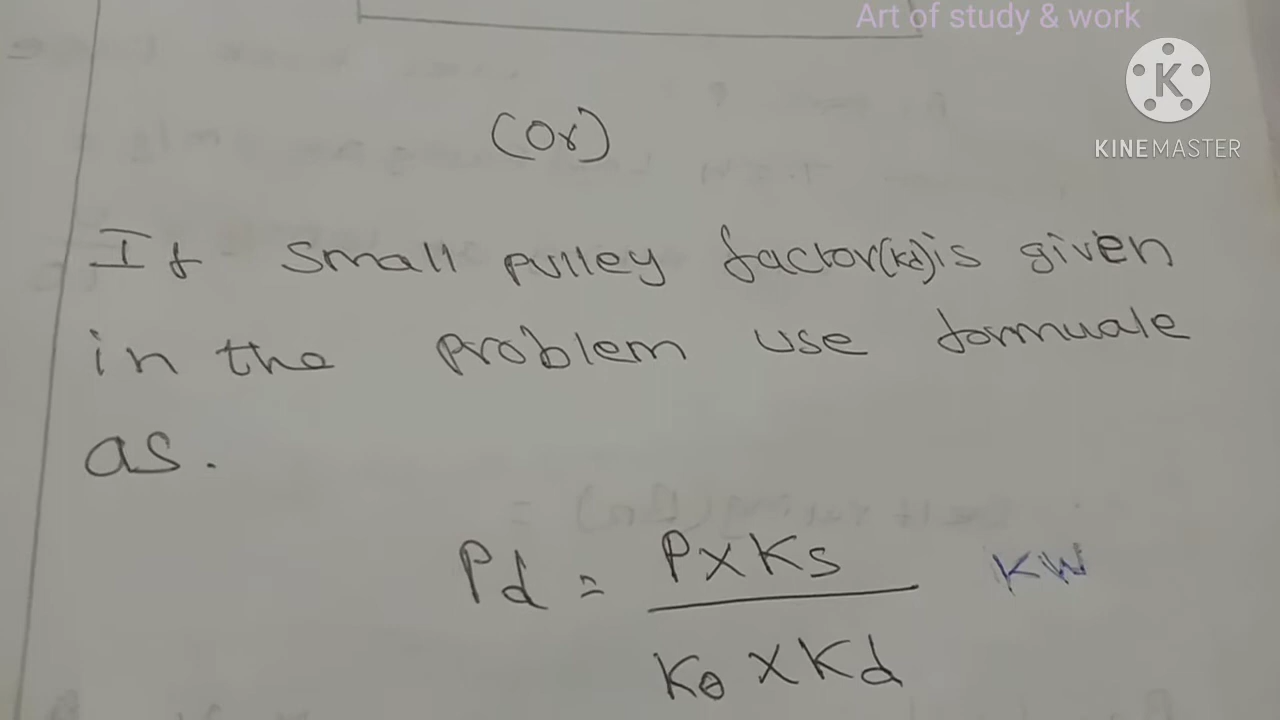 Art of study & work
K
KINEMASTER
(Or)
If small pulley factor(Kd)is given
in the problem use formuale
as.
Pd = P×Ks / Kθ×Kd KW